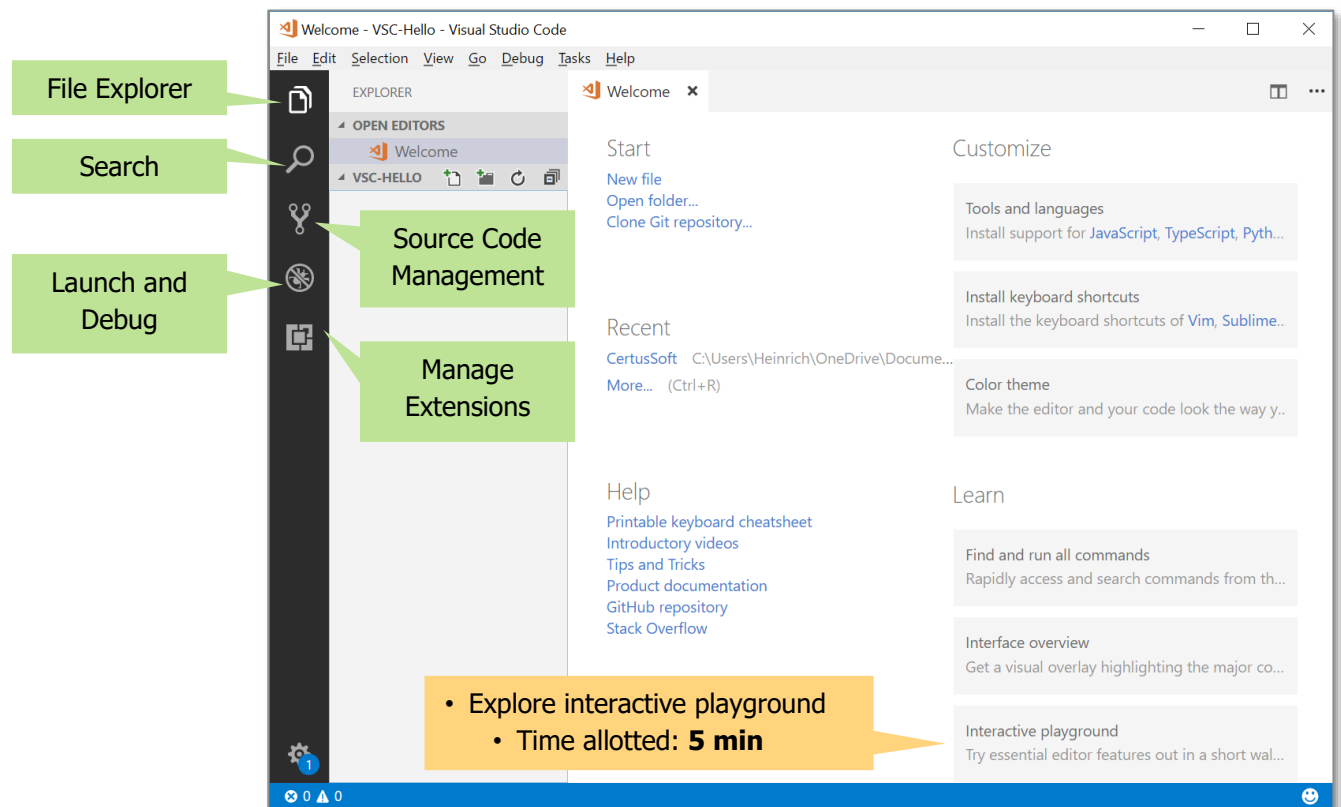 Welcome - VSC-Hello - Visual Studio Code
File Edit Selection View Go Debug Tasks Help
File Explorer
Search
Launch and
Debug
EXPLORER
OPEN EDITORS
Welcome
VSC-HELLO
Source Code
Management
Manage
Extensions
1
Welcome
Start
New file
Open folder...
Clone Git repository...
Recent
CertusSoft C:\Users\Heinrich\OneDrive\Docume...
More... (Ctrl+R)
Help
Printable keyboard cheatsheet
Introductory videos
Tips and Tricks
Product documentation
GitHub repository
Stack Overflow
Customize
Tools and languages
Install support for JavaScript, TypeScript, Pyth...
Install keyboard shortcuts
Install the keyboard shortcuts of Vim, Sublime..
Color theme
Make the editor and your code look the way y..
Learn
Find and run all commands
Rapidly access and search commands from th...
Interface overview
Get a visual overlay highlighting the major co...
Interactive playground
Try essential editor features out in a short wal...
• Explore interactive playground
• Time allotted: 5 min
0 0